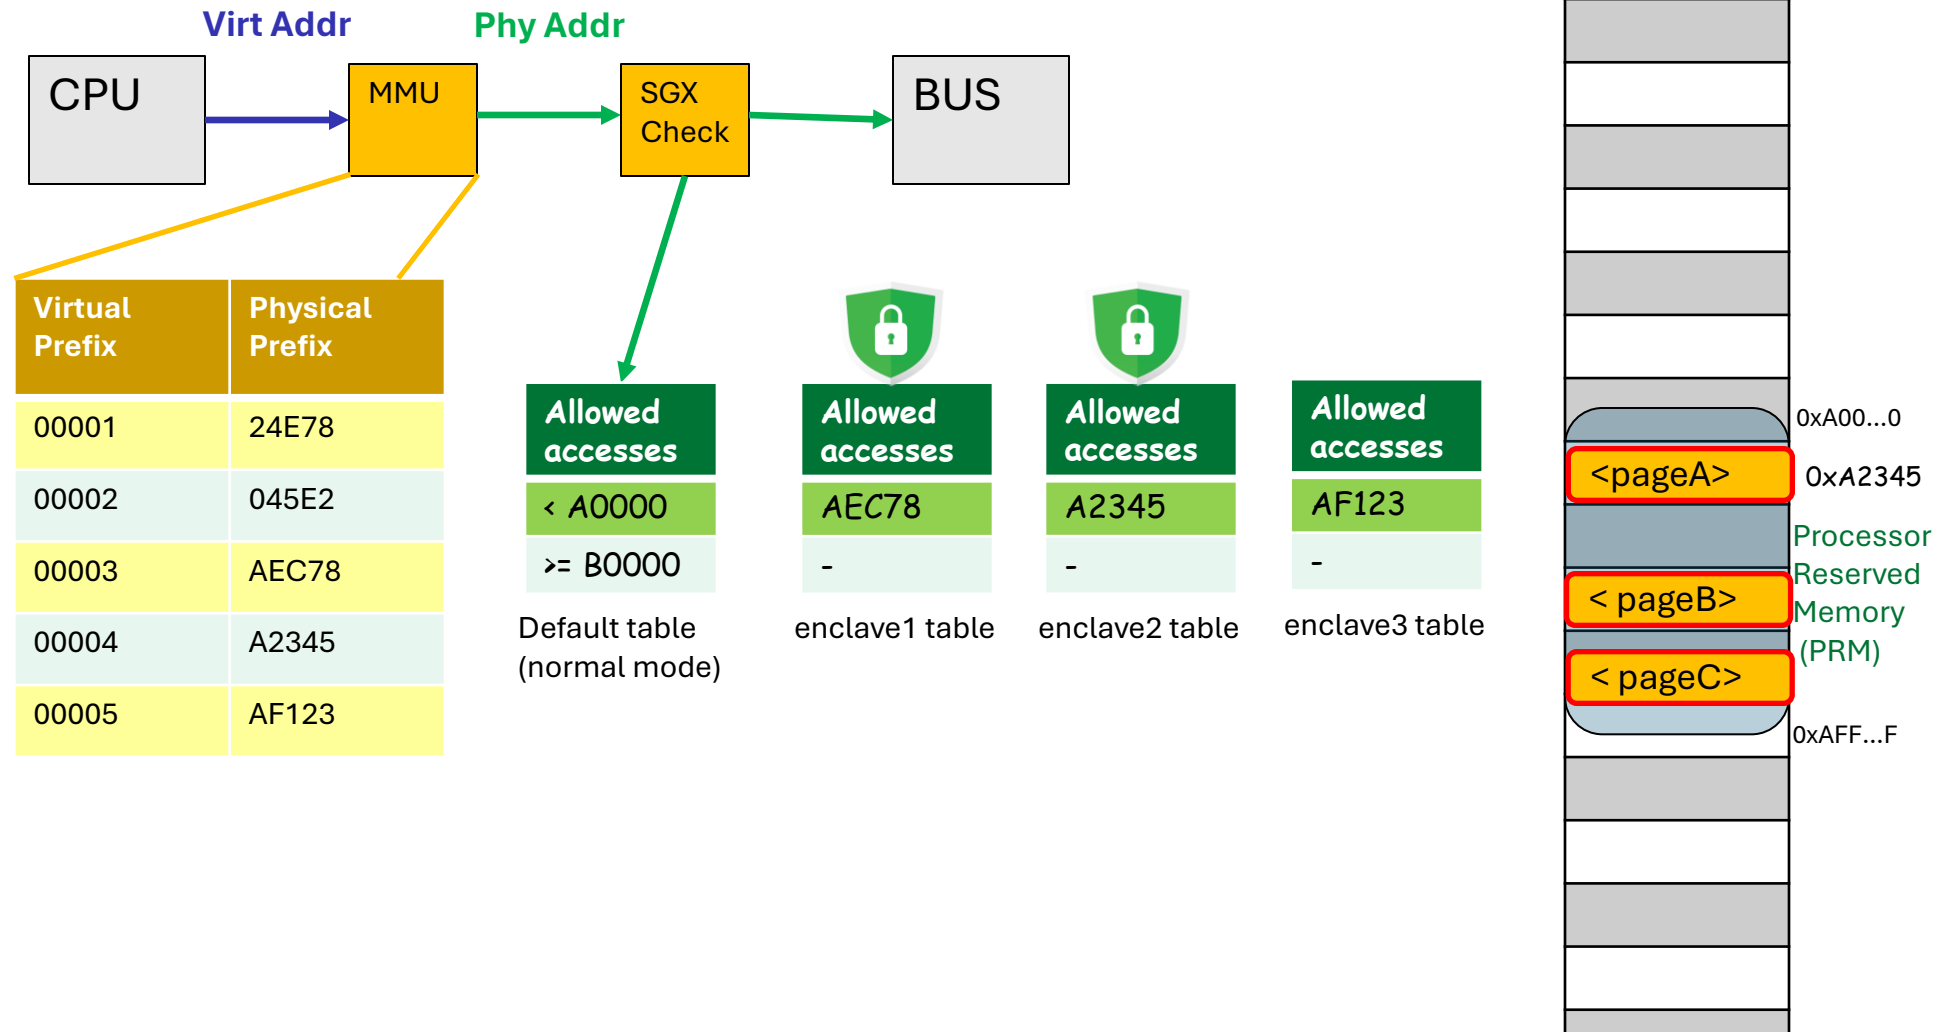 Virt Addr
Phy Addr
CPU
MMU
SGX
Check
BUS
Virtual
Prefix
Physical
Prefix
00001
24E78
00002
045E2
00003
AEC78
00004
A2345
00005
AF123
Allowed
accesses
< A0000
>= B0000
Default table
(normal mode)
Allowed
accesses
AEC78
-
enclave1 table
Allowed
accesses
A2345
-
enclave2 table
Allowed
accesses
AF123
-
enclave3 table
0xA00...0
<pageA>
0xA2345
Processor
Reserved
Memory
(PRM)
< pageB>
< pageC>
0xAFF...F